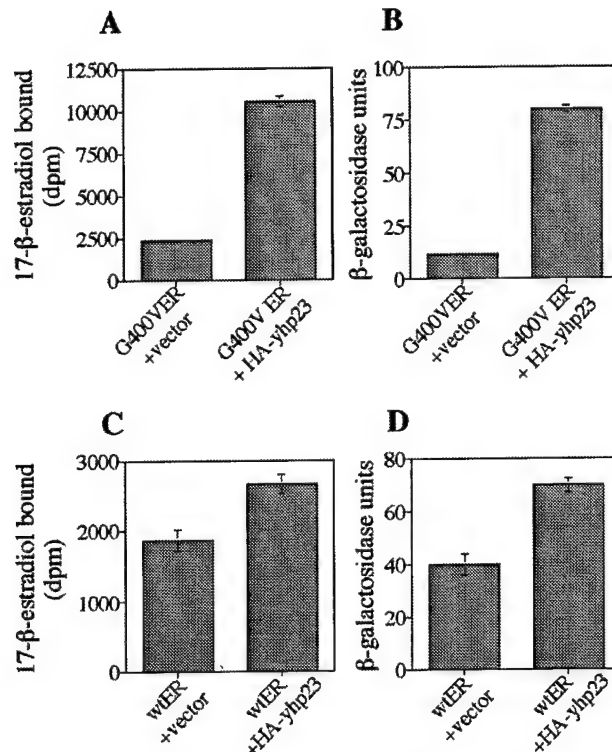 A
17-β-estradiol bound
(dpm)
12500
10000
7500
5000
2500
0
G400VER
+vector
G400V ER
+ HA-yhp23
B
β-galactosidase units
100
75
50
25
0
G400VER
+vector
G400V ER
+ HA-yhp23
C
17-β-estradiol bound
(dpm)
3000
2000
1000
0
wtER
+vector
wtER
+HA-yhp23
D
β-galactosidase units
80
60
40
20
0
wtER
+vector
wtER
+HA-yhp23